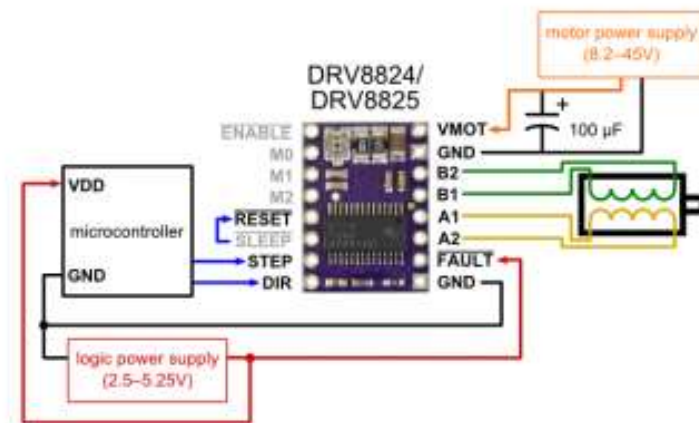 motor power supply
(8.2–45V)
DRV8824/
DRV8825
ENABLE
M0
M1
M2
RESET
SLEEP
STEP
DIR
VMOT
GND
B2
B1
A1
A2
FAULT
GND
+
100 µF
VDD
microcontroller
GND
logic power supply
(2.5–5.25V)